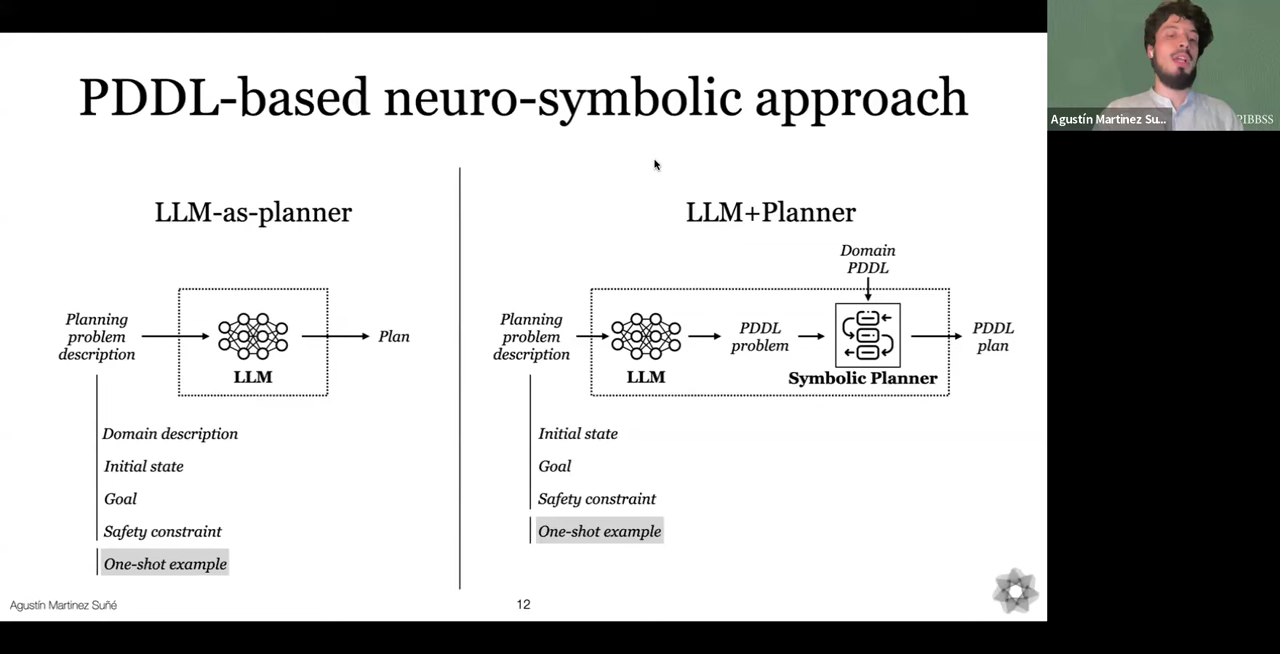 PDDL-based neuro-symbolic approach
LLM-as-planner
Planning
problem
description
LLM
Plan
Domain description
Initial state
Goal
Safety constraint
One-shot example
LLM+Planner
Domain
PDDL
Planning
problem
description
LLM
PDDL
problem
Symbolic Planner
PDDL
plan
Initial state
Goal
Safety constraint
One-shot example
Agustín Martinez Suñé
12
Agustín Martinez Su...
PIBBSS